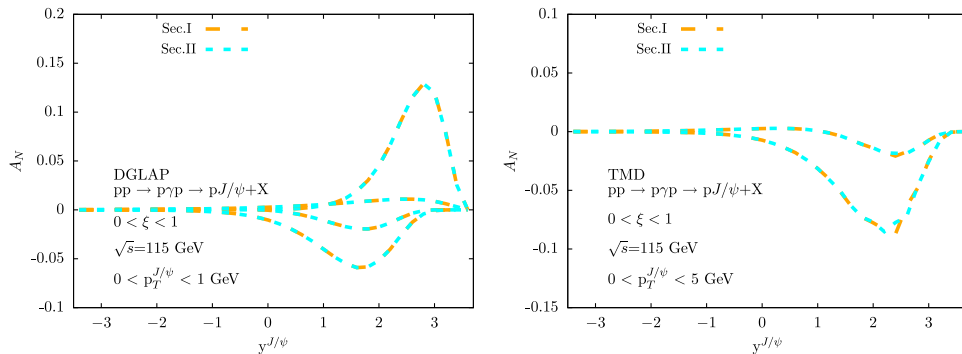 Sec.I
Sec.II
0.2
0.15
0.1
0.05
0
-0.05
-0.1
A_N
DGLAP
pp → pγp → pJ/ψ+X
0 < ξ < 1
√s=115 GeV
0 < p_T^{J/ψ} < 1 GeV
−3 −2 −1 0 1 2 3
y^{J/ψ}
Sec.I
Sec.II
0.1
0.05
0
-0.05
-0.1
-0.15
A_N
TMD
pp → pγp → pJ/ψ+X
0 < ξ < 1
√s=115 GeV
0 < p_T^{J/ψ} < 5 GeV
−3 −2 −1 0 1 2 3
y^{J/ψ}